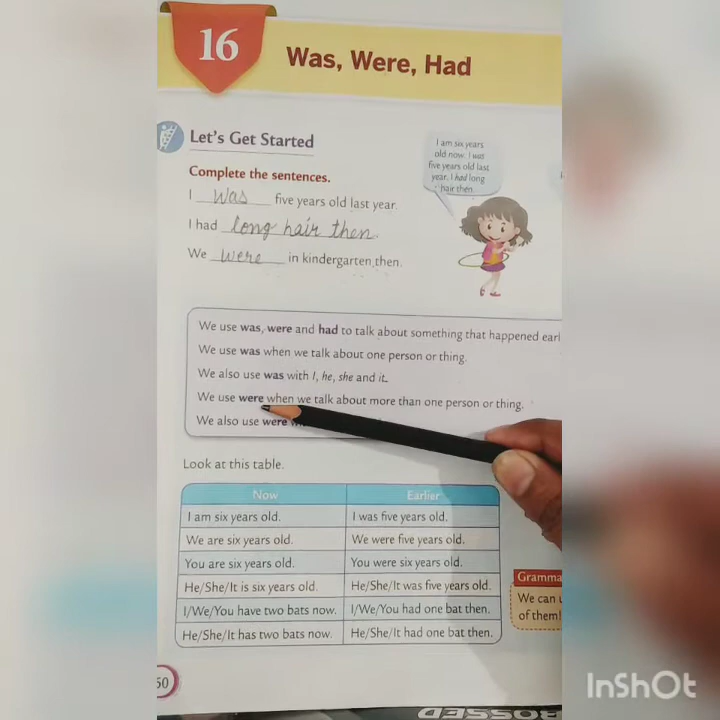 16
Was, Were, Had
Let's Get Started
Complete the sentences.
I was five years old last year.
I had long hair then.
We were in kindergarten then.
I am six years
old now. I was
five years old last
year. I had long
hair then.
We use was, were and had to talk about something that happened earl
We use was when we talk about one person or thing.
We also use was with I, he, she and it.
We use were when we talk about more than one person or thing.
We also use were
Look at this table.
Now Earlier
I am six years old. I was five years old.
We are six years old. We were five years old.
You are six years old. You were six years old.
He/She/It is six years old. He/She/It was five years old.
I/We/You have two bats now. I/We/You had one bat then.
He/She/It has two bats now. He/She/It had one bat then.
Gramma
We can
of them!
50
InShOt